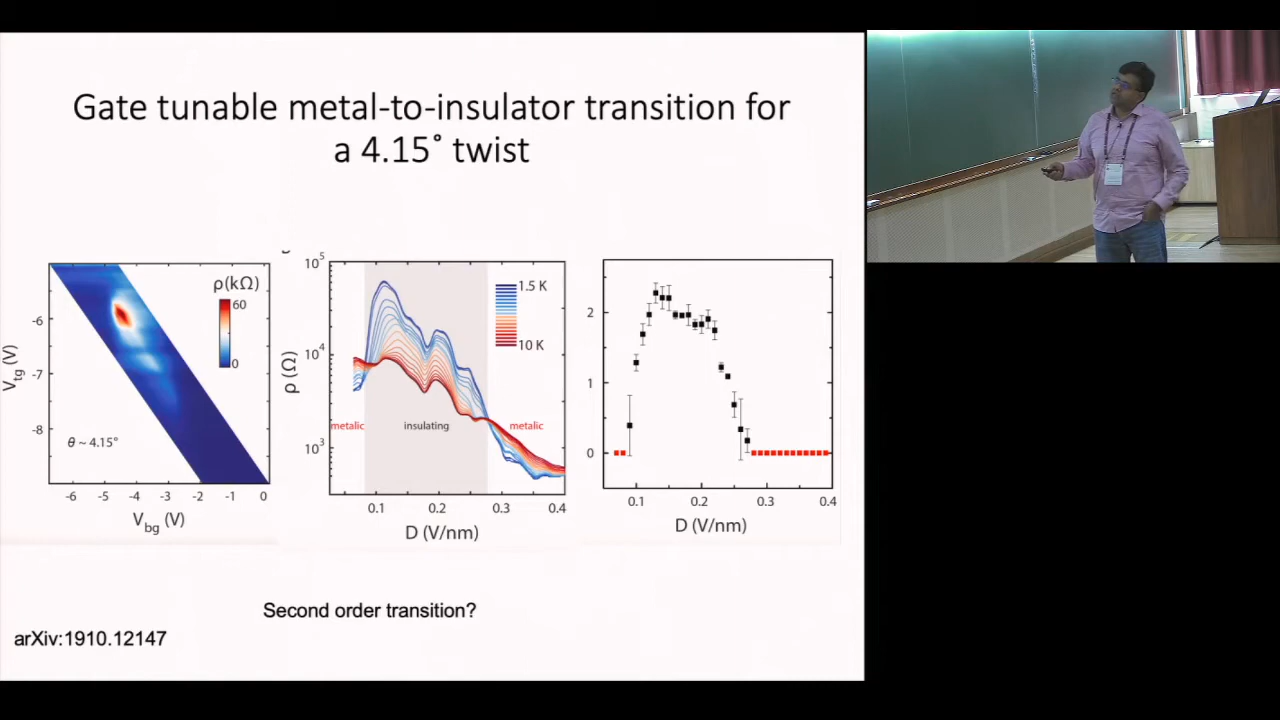 Gate tunable metal-to-insulator transition for
a 4.15° twist
ρ(kΩ)
60
0
-6
-7
-8
V_tg (V)
θ ~ 4.15°
-6 -5 -4 -3 -2 -1 0
V_bg (V)
10^5
10^4
10^3
ρ (Ω)
1.5 K
10 K
metalic
insulating
metalic
0.1 0.2 0.3 0.4
D (V/nm)
2
1
0
0.1 0.2 0.3 0.4
D (V/nm)
Second order transition?
arXiv:1910.12147